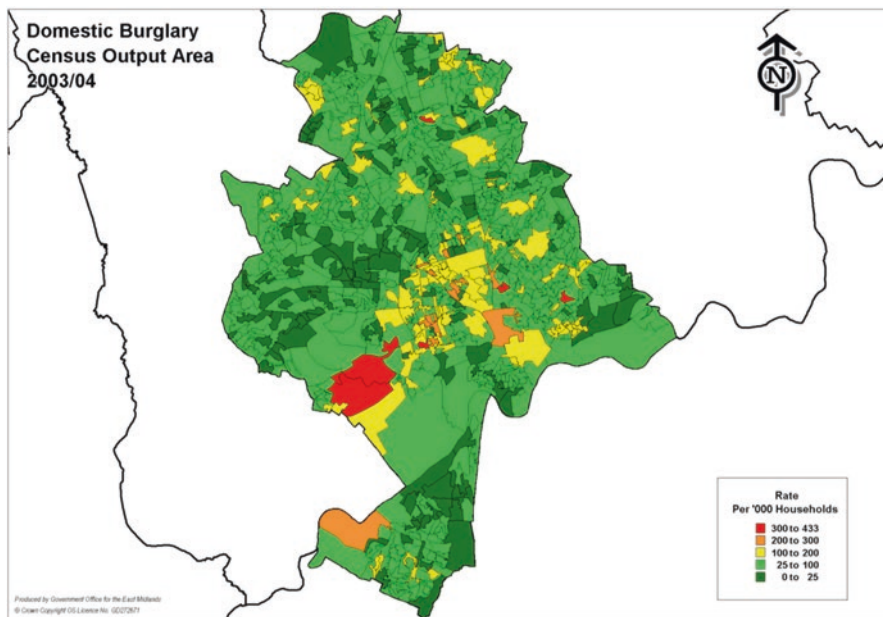 Domestic Burglary
Census Output Area
2003/04
N
Rate
Per '000 Households
300 to 433
200 to 300
100 to 200
25 to 100
0 to 25
Produced by Government Office for the East Midlands
© Crown Copyright OS Licence No. GD272671